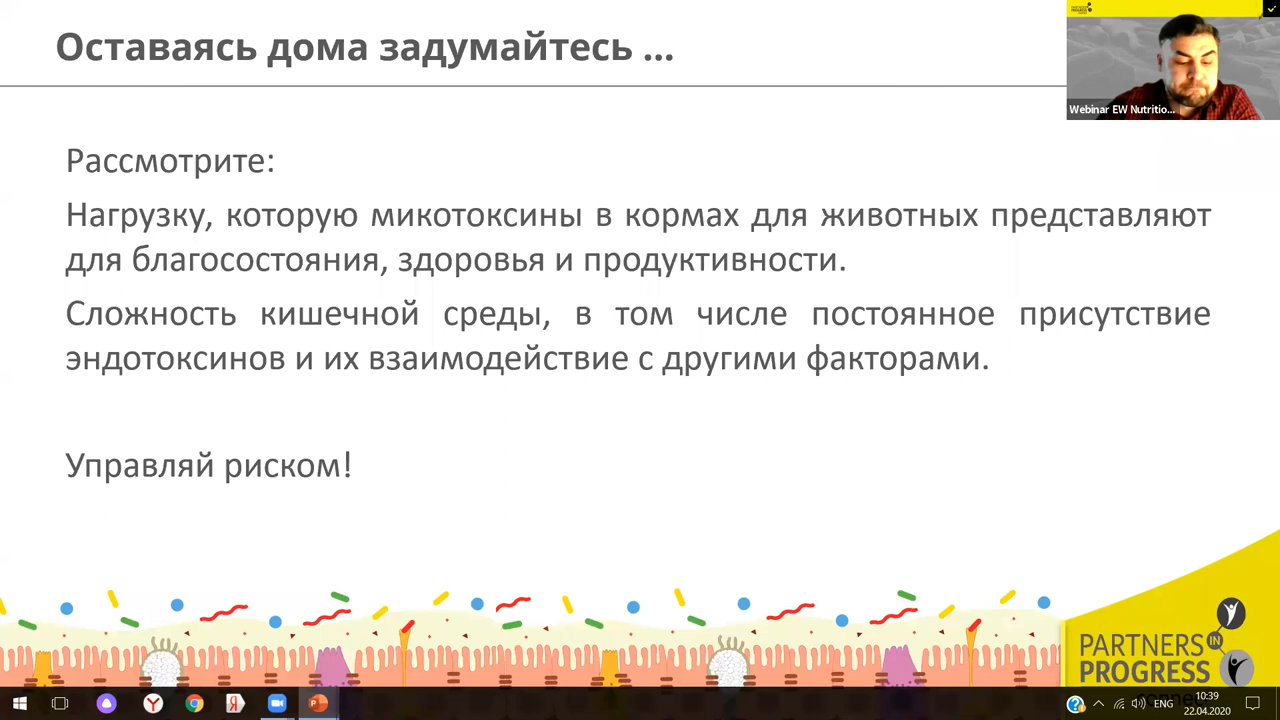 Оставаясь дома задумайтесь ...
Webinar EW Nutritio...
Рассмотрите:
Нагрузку, которую микотоксины в кормах для животных представляют
для благосостояния, здоровья и продуктивности.
Сложность кишечной среды, в том числе постоянное присутствие
эндотоксинов и их взаимодействие с другими факторами.
Управляй риском!
PARTNERS IN
PROGRESS
ENG
10:39
22.04.2020